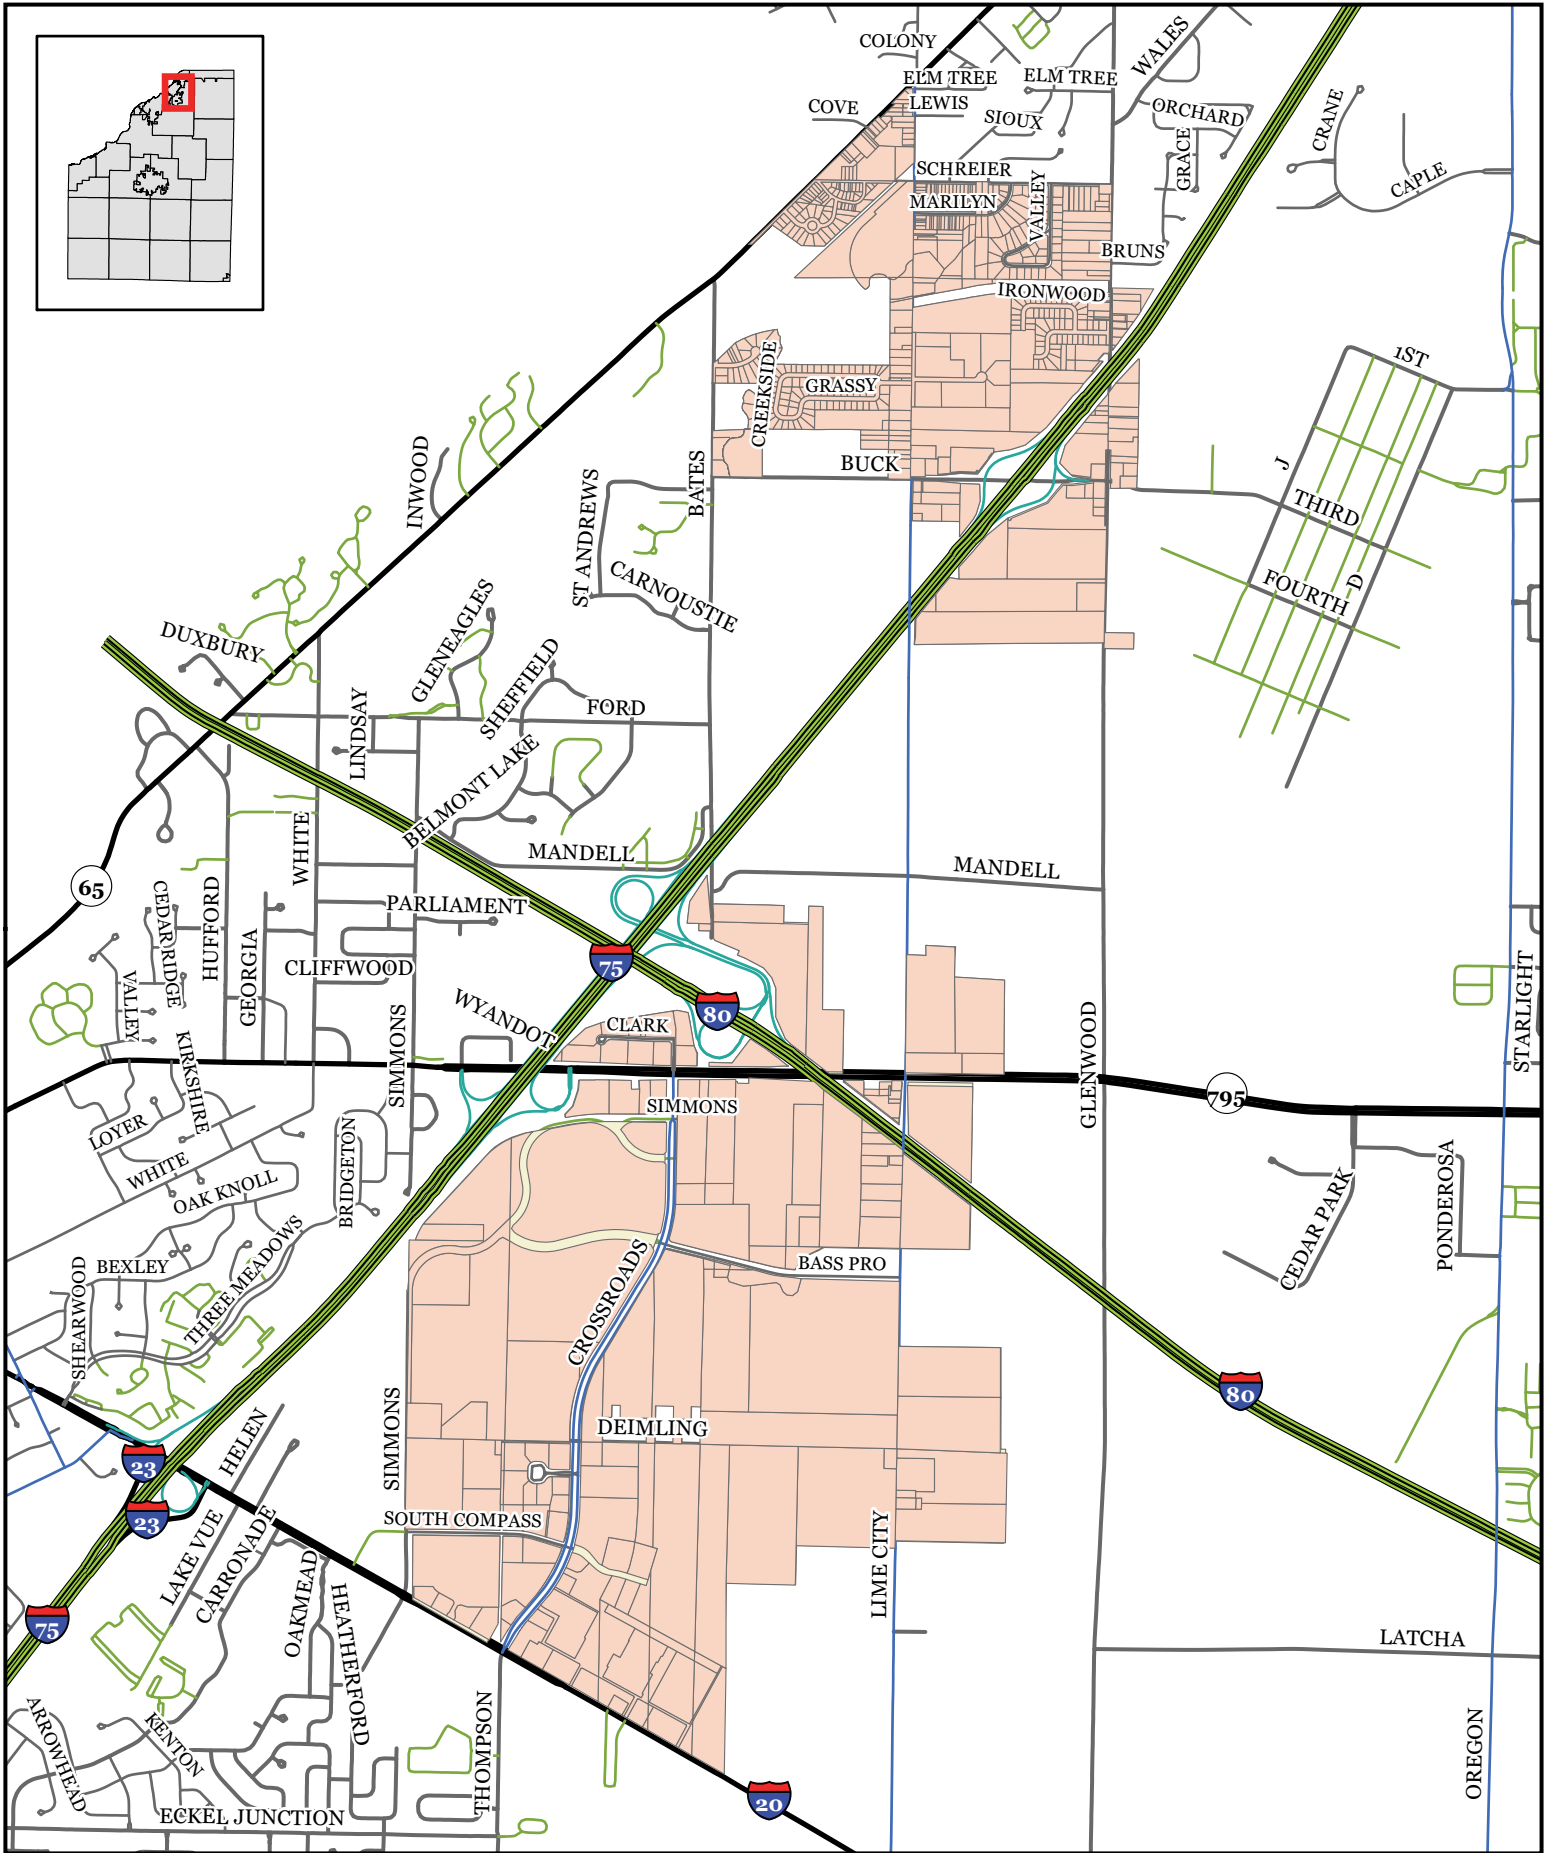 COLONY
WALES
ELM TREE
ELM TREE
LEWIS
COVE
SIOUX
ORCHARD
CRANE
GRACE
SCHREIER
CAPLE
MARILYN
VALLEY
BRUNS
IRONWOOD
1ST
CREEKSIDE
GRASSY
BUCK
INWOOD
BATES
J
ST ANDREWS
THIRD
CARNOUSTIE
FOURTH
D
GLENEAGLES
DUXBURY
SHEFFIELD
LINDSAY
FORD
BELMONT LAKE
WHITE
MANDELL
MANDELL
65
CEDAR RIDGE
HUFFORD
PARLIAMENT
GEORGIA
CLIFFWOOD
75
STARLIGHT
VALLEY
WYANDOT
80
SIMMONS
CLARK
GLENWOOD
KIRKSHIRE
795
SIMMONS
LOYER
BRIDGETON
WHITE
OAK KNOLL
CEDAR PARK
PONDEROSA
BEXLEY
THREE MEADOWS
CROSSROADS
BASS PRO
SHEARWOOD
80
SIMMONS
DEIMLING
HELEN
23
23
SOUTH COMPASS
LIME CITY
LAKE VUE
CARRONADE
OAKMEAD
75
HEATHERFORD
LATCHA
ARROWHEAD
KENTON
THOMPSON
OREGON
20
ECKEL JUNCTION